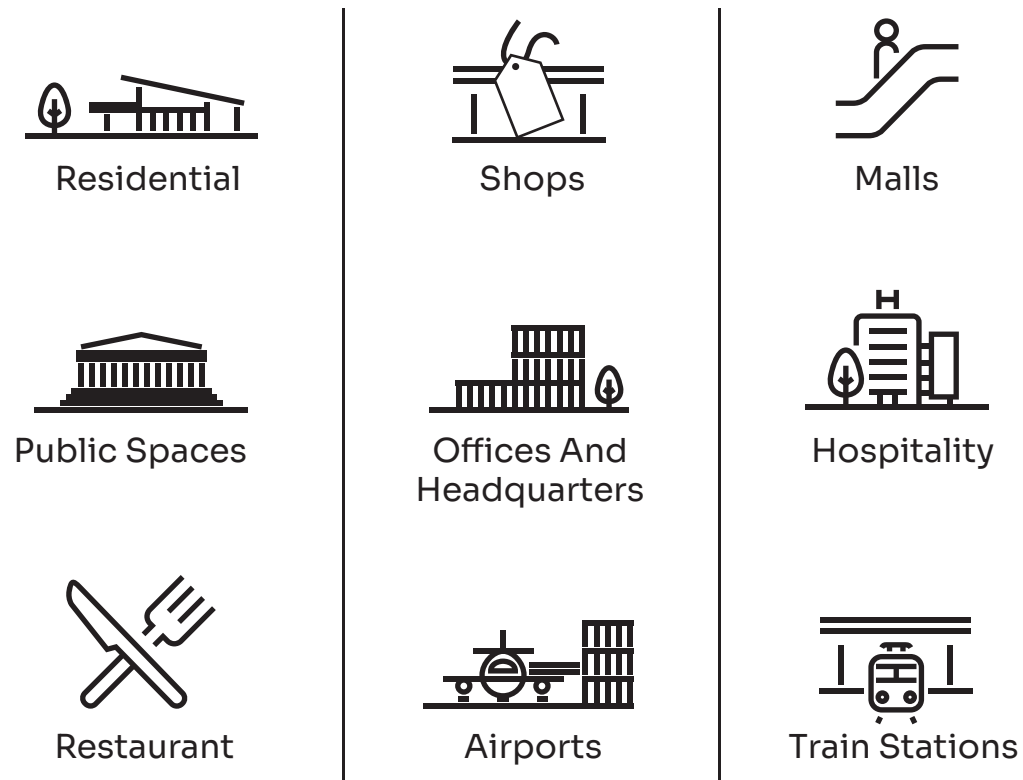 Residential
Shops
Malls
H
Public Spaces
Offices And
Headquarters
Hospitality
Restaurant
Airports
Train Stations